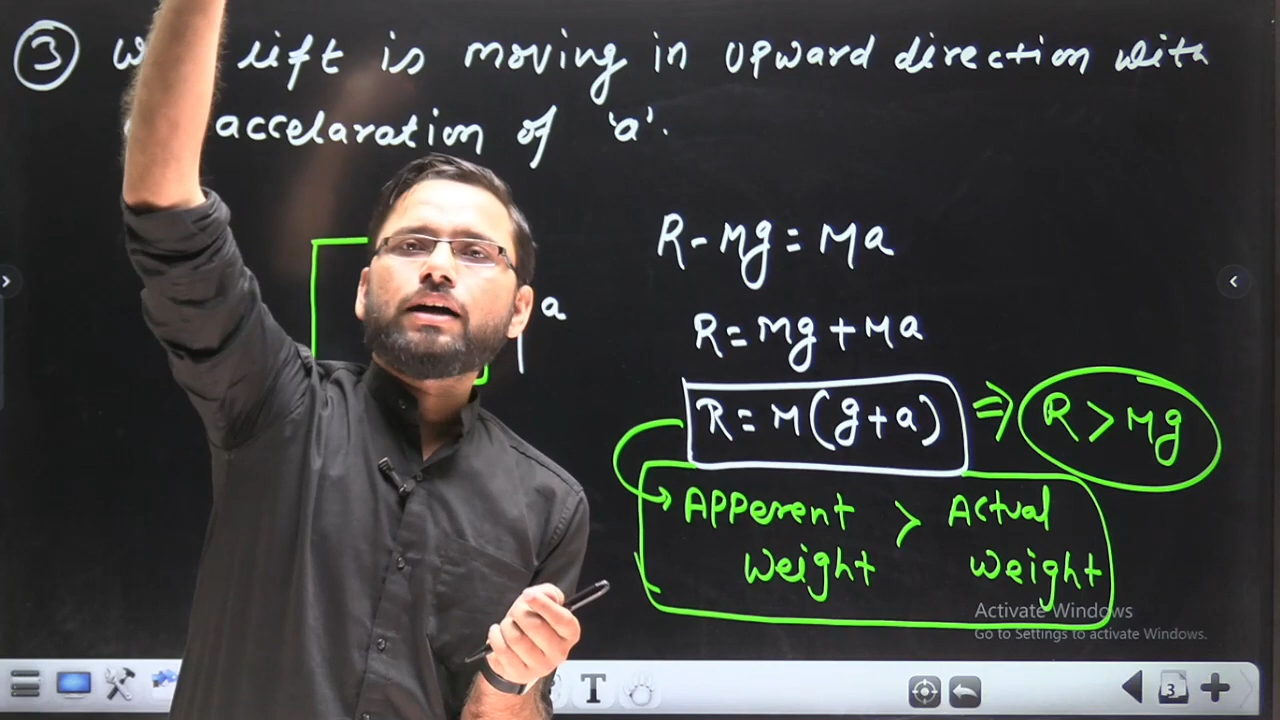 ③ lift is moving in upward direction with
accelaration of 'a'.
a
R - Mg = Ma
R = Mg + Ma
R = M(g+a) ⇒ R > Mg
→ Apperent > Actual
Weight Weight
Activate Windows
Go to Settings to activate Windows.
T
3